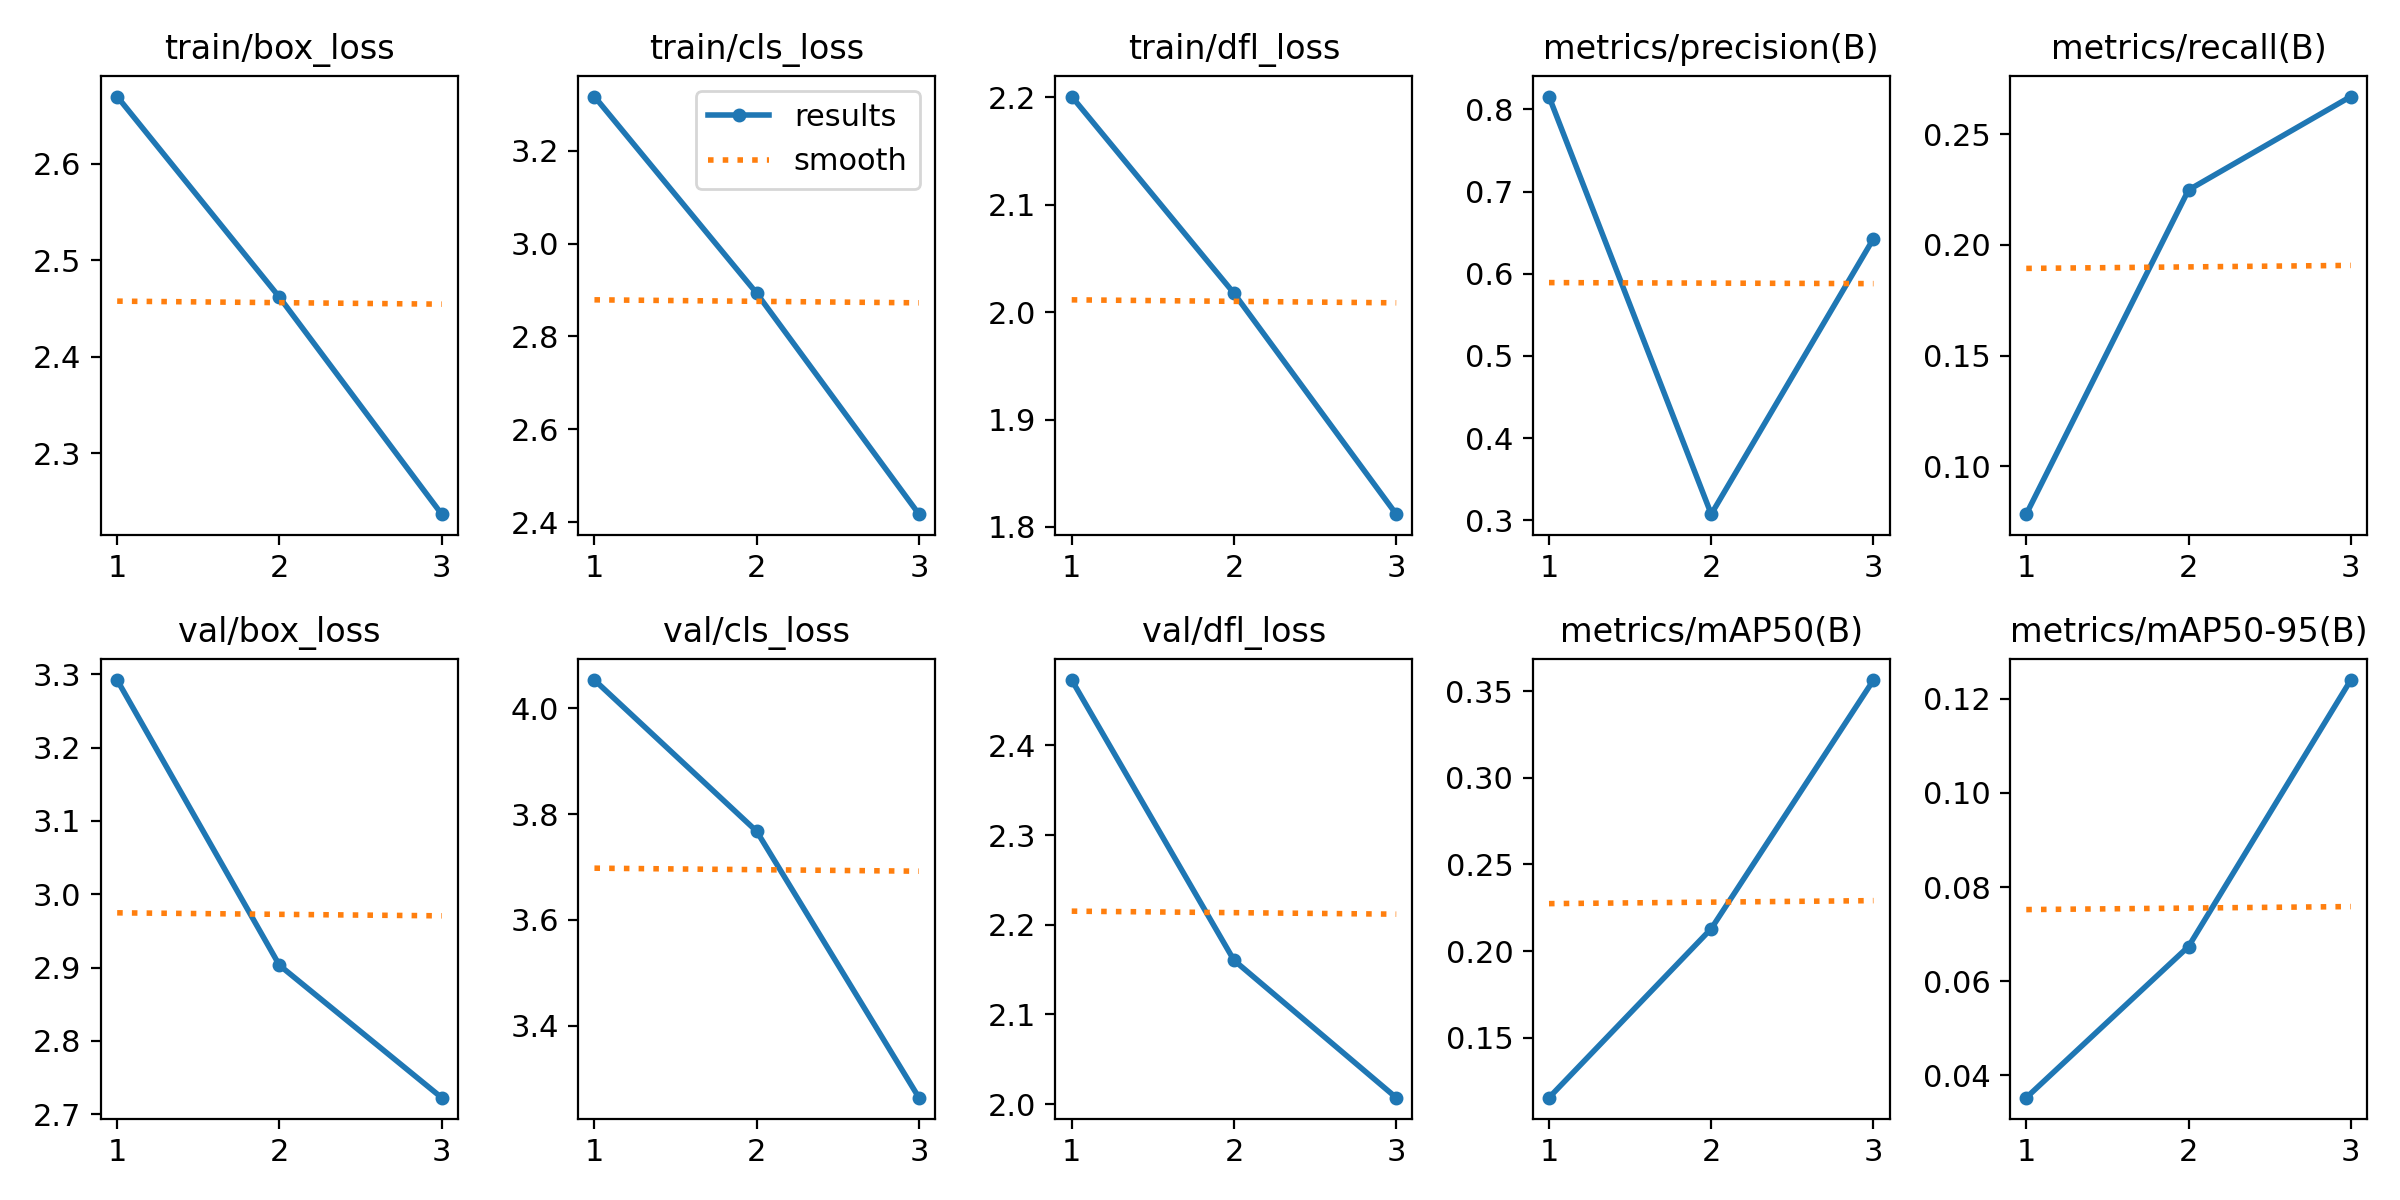 train/box_loss
2.6
2.5
2.4
2.3
1 2 3
train/cls_loss
results
smooth
3.2
3.0
2.8
2.6
2.4
1 2 3
train/dfl_loss
2.2
2.1
2.0
1.9
1.8
1 2 3
metrics/precision(B)
0.8
0.7
0.6
0.5
0.4
0.3
1 2 3
metrics/recall(B)
0.25
0.20
0.15
0.10
1 2 3
val/box_loss
3.3
3.2
3.1
3.0
2.9
2.8
2.7
1 2 3
val/cls_loss
4.0
3.8
3.6
3.4
1 2 3
val/dfl_loss
2.4
2.3
2.2
2.1
2.0
1 2 3
metrics/mAP50(B)
0.35
0.30
0.25
0.20
0.15
1 2 3
metrics/mAP50-95(B)
0.12
0.10
0.08
0.06
0.04
1 2 3